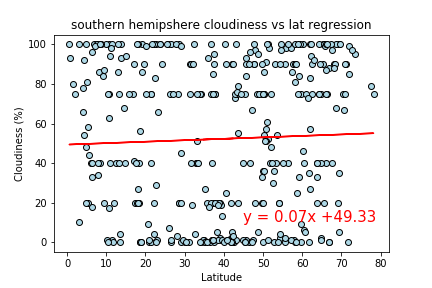 southern hemipshere cloudiness vs lat regression
Cloudiness (%)
100
80
60
40
20
0
y = 0.07x +49.33
0 10 20 30 40 50 60 70 80
Latitude